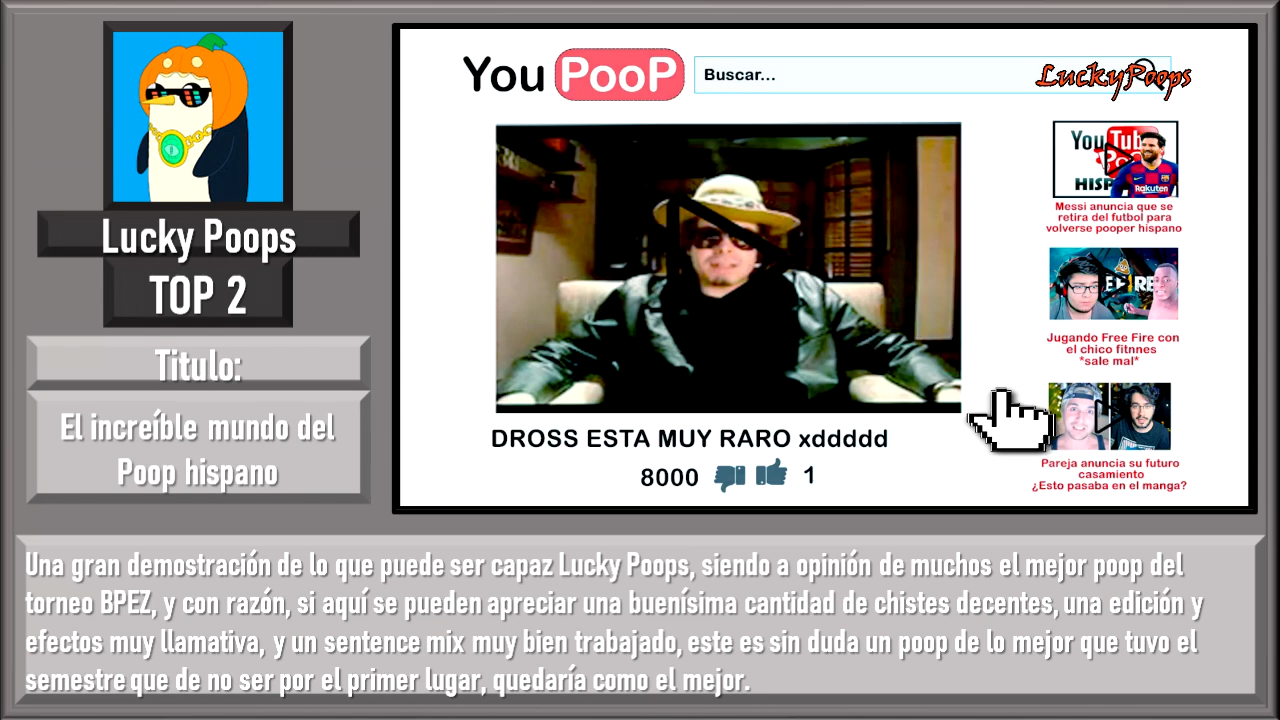 Lucky Poops
TOP 2
Titulo:
El increíble mundo del
Poop hispano
You PooP
Buscar...
LuckyPoops
YouTub
Po
HISP
Rakuten
Messi anuncia que se
retira del futbol para
volverse pooper hispano
Jugando Free Fire con
el chico fitnnes
*sale mal*
Pareja anuncia su futuro
casamiento
¿Esto pasaba en el manga?
DROSS ESTA MUY RARO xddddd
8000 1
Una gran demostración de lo que puede ser capaz Lucky Poops, siendo a opinión de muchos el mejor poop del
torneo BPEZ, y con razón, si aquí se pueden apreciar una buenísima cantidad de chistes decentes, una edición y
efectos muy llamativa, y un sentence mix muy bien trabajado, este es sin duda un poop de lo mejor que tuvo el
semestre que de no ser por el primer lugar, quedaría como el mejor.